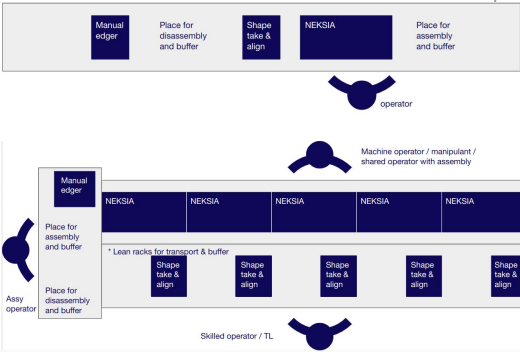 Manual
edger
Place for
disassembly
and buffer
Shape
take &
align
NEKSIA
Place for
assembly
and buffer
operator
Machine operator / manipulant /
shared operator with assembly
Manual
edger
NEKSIA
NEKSIA
NEKSIA
NEKSIA
NEKSIA
Place for
assembly
and buffer
* Lean racks for transport & buffer
Shape
take &
align
Shape
take &
align
Shape
take &
align
Shape
take &
align
Shape
take &
align
Assy
operator
Place for
disassembly
and buffer
Skilled operator / TL